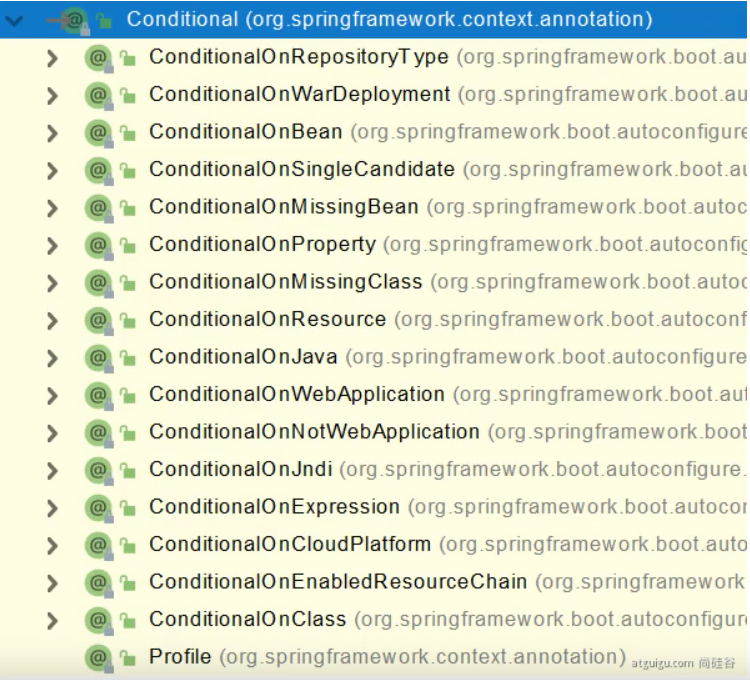 Conditional (org.springframework.context.annotation)
ConditionalOnRepositoryType (org.springframework.boot.au
ConditionalOnWarDeployment (org.springframework.boot.au
ConditionalOnBean (org.springframework.boot.autoconfigure
ConditionalOnSingleCandidate (org.springframework.boot.au
ConditionalOnMissingBean (org.springframework.boot.autoc
ConditionalOnProperty (org.springframework.boot.autoconfig
ConditionalOnMissingClass (org.springframework.boot.autoc
ConditionalOnResource (org.springframework.boot.autoconf
ConditionalOnJava (org.springframework.boot.autoconfigure
ConditionalOnWebApplication (org.springframework.boot.aut
ConditionalOnNotWebApplication (org.springframework.boot
ConditionalOnJndi (org.springframework.boot.autoconfigure.
ConditionalOnExpression (org.springframework.boot.autocon
ConditionalOnCloudPlatform (org.springframework.boot.auto
ConditionalOnEnabledResourceChain (org.springframework
ConditionalOnClass (org.springframework.boot.autoconfigure
Profile (org.springframework.context.annotation)
atguigu.com 尚硅谷